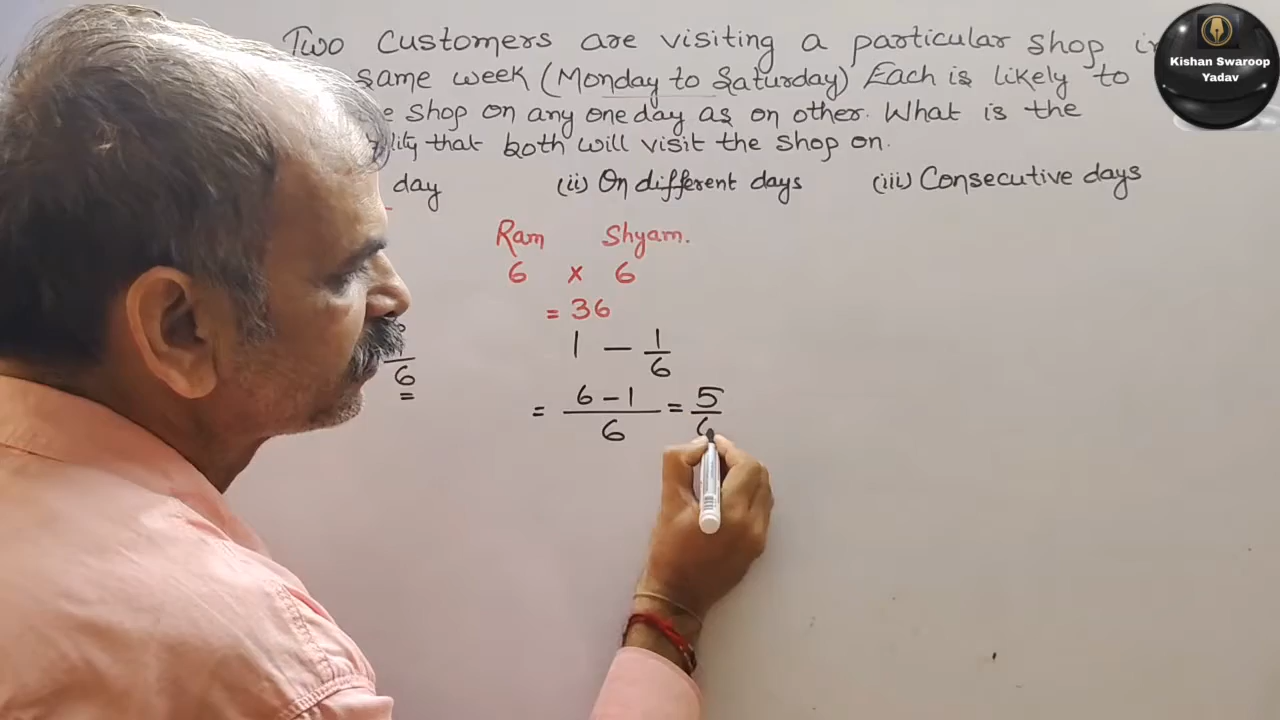 Two customers are visiting a particular shop in
same week (Monday to Saturday) Each is likely to
shop on any one day as on other. What is the
that both will visit the shop on.
day (ii) On different days (iii) Consecutive days
Ram Shyam.
6 x 6
= 36
1 - 1/6
6
= 6-1/6 = 5/6
Kishan Swaroop
Yadav